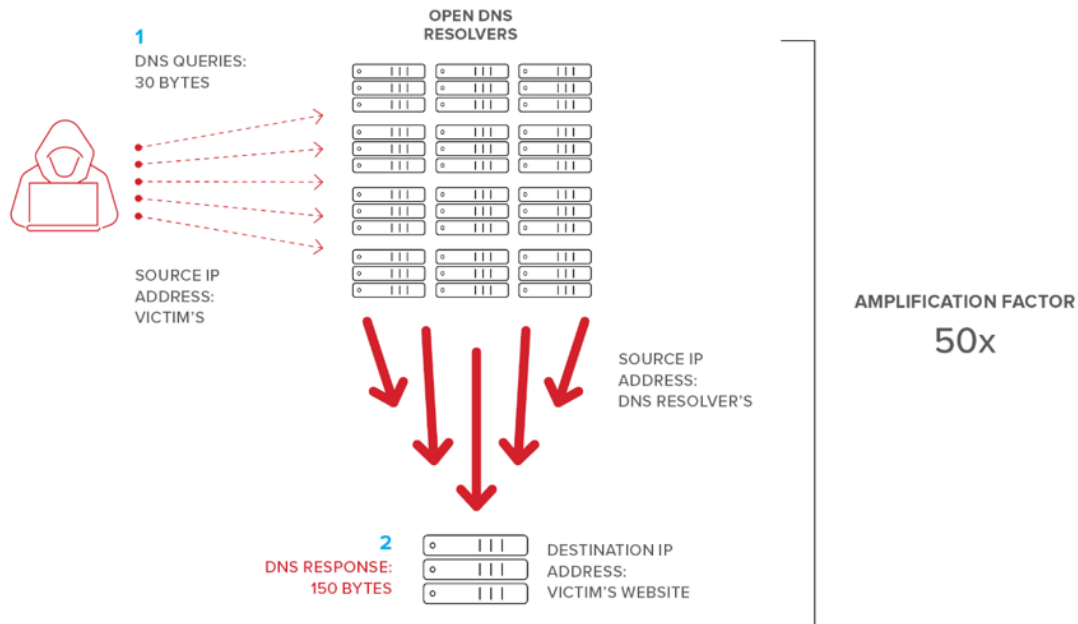 OPEN DNS
RESOLVERS
1
DNS QUERIES:
30 BYTES
SOURCE IP
ADDRESS:
VICTIM'S
AMPLIFICATION FACTOR
50x
SOURCE IP
ADDRESS:
DNS RESOLVER'S
2
DNS RESPONSE:
150 BYTES
DESTINATION IP
ADDRESS:
VICTIM'S WEBSITE